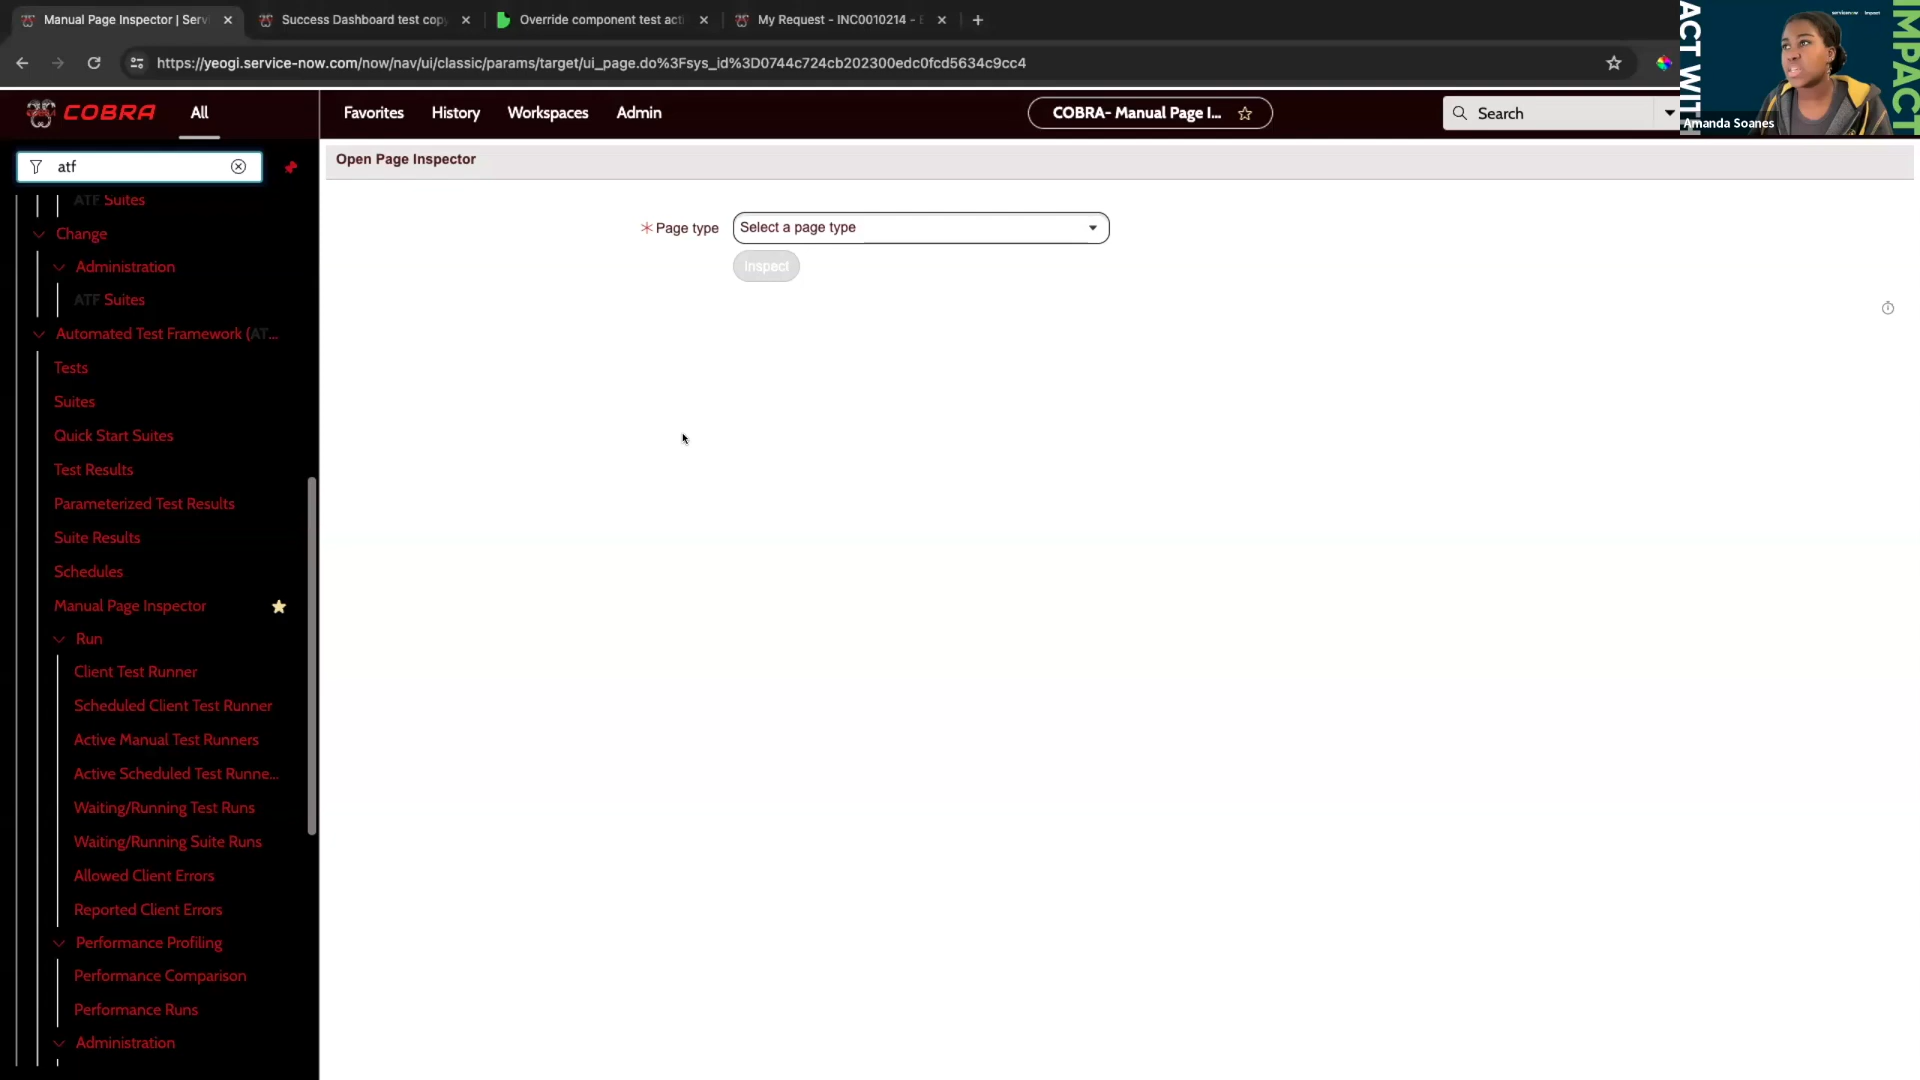 Manual Page Inspector | Serv
Success Dashboard test copy
Override component test acti
My Request - INC0010214 -
https://yeogi.service-now.com/now/nav/ui/classic/params/target/ui_page.do%3Fsys_id%3D0744c724cb202300edc0fcd5634c9cc4
ACT WITH
IMPACT
servicenow Impact
Amanda Soanes
COBRA
All
Favorites
History
Workspaces
Admin
COBRA- Manual Page I...
Search
atf
Open Page Inspector
Page type
Select a page type
Inspect
ATF Suites
Change
Administration
ATF Suites
Automated Test Framework (AT...
Tests
Suites
Quick Start Suites
Test Results
Parameterized Test Results
Suite Results
Schedules
Manual Page Inspector
Run
Client Test Runner
Scheduled Client Test Runner
Active Manual Test Runners
Active Scheduled Test Runne...
Waiting/Running Test Runs
Waiting/Running Suite Runs
Allowed Client Errors
Reported Client Errors
Performance Profiling
Performance Comparison
Performance Runs
Administration